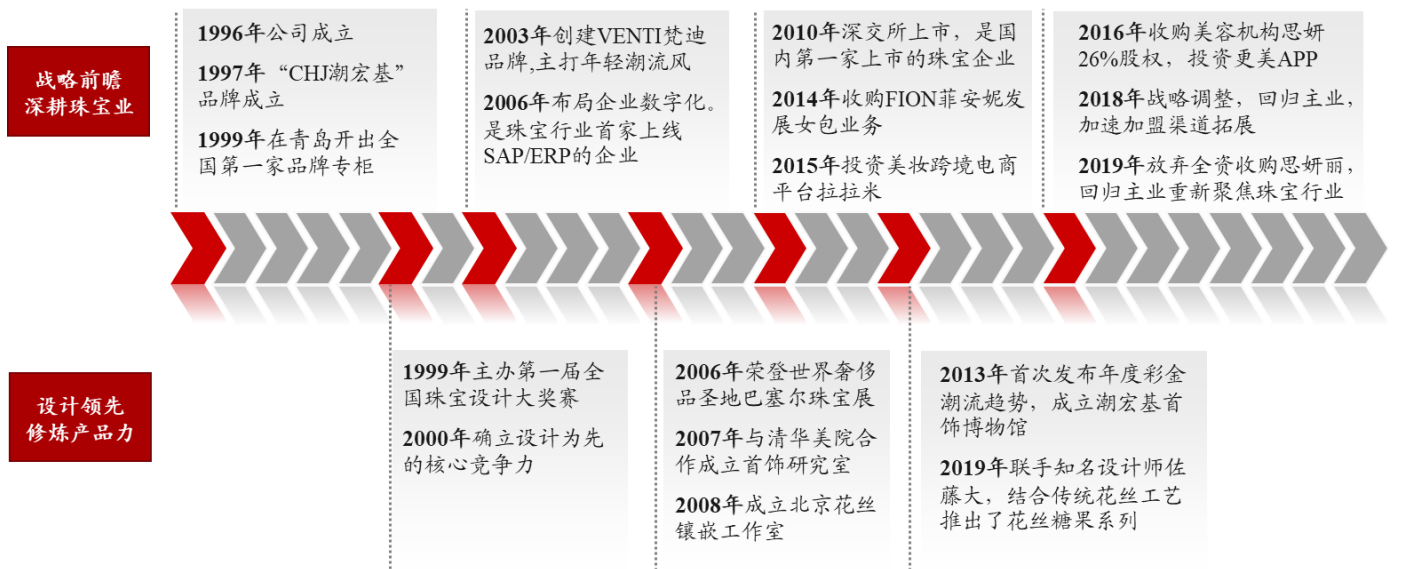 战略前瞻
深耕珠宝业
1996年公司成立
1997年“CHJ潮宏基”
品牌成立
1999年在青岛开出全
国第一家品牌专柜
2003年创建VENTI梵迪
品牌,主打年轻潮流风
2006年布局企业数字化。
是珠宝行业首家上线
SAP/ERP的企业
2010年深交所上市，是国
内第一家上市的珠宝企业
2014年收购FION菲安妮发
展女包业务
2015年投资美妆跨境电商
平台拉拉米
2016年收购美容机构思妍
26%股权，投资更美APP
2018年战略调整，回归主业，
加速加盟渠道拓展
2019年放弃全资收购思妍丽，
回归主业重新聚焦珠宝行业
设计领先
修炼产品力
1999年主办第一届全
国珠宝设计大奖赛
2000年确立设计为先
的核心竞争力
2006年荣登世界奢侈
品圣地巴塞尔珠宝展
2007年与清华美院合
作成立首饰研究室
2008年成立北京花丝
镶嵌工作室
2013年首次发布年度彩金
潮流趋势，成立潮宏基首
饰博物馆
2019年联手知名设计师佐
藤大，结合传统花丝工艺
推出了花丝糖果系列